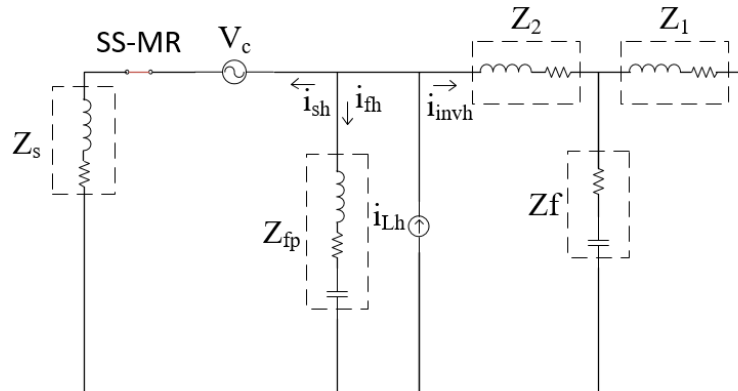 SS-MR
V_c
Z_2
Z_1
i_sh
i_fh
i_invh
Z_s
Z_fp
i_Lh
Zf